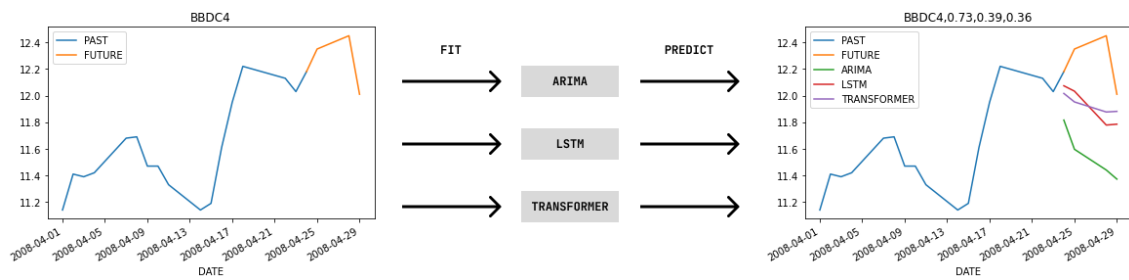 BBDC4
12.4
12.2
12.0
11.8
11.6
11.4
11.2
PAST
FUTURE
2008-04-01
2008-04-05
2008-04-09
2008-04-13
2008-04-17
2008-04-21
2008-04-25
2008-04-29
DATE
FIT
PREDICT
ARIMA
LSTM
TRANSFORMER
BBDC4,0.73,0.39,0.36
12.4
12.2
12.0
11.8
11.6
11.4
11.2
PAST
FUTURE
ARIMA
LSTM
TRANSFORMER
2008-04-01
2008-04-05
2008-04-09
2008-04-13
2008-04-17
2008-04-21
2008-04-25
2008-04-29
DATE